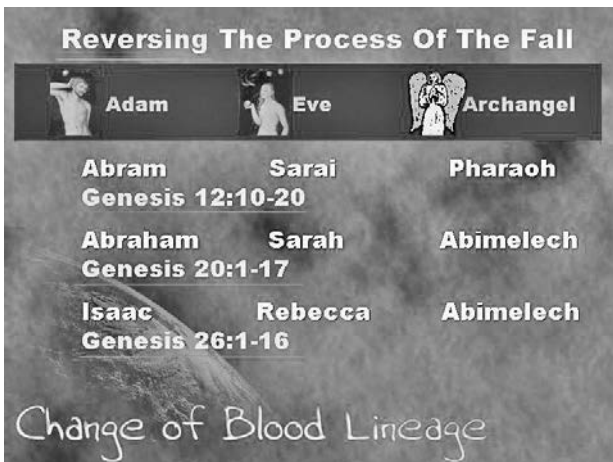 Reversing The Process Of The Fall
Adam Eve Archangel
Abram Sarai Pharaoh
Genesis 12:10-20
Abraham Sarah Abimelech
Genesis 20:1-17
Isaac Rebecca Abimelech
Genesis 26:1-16
Change of Blood Lineage